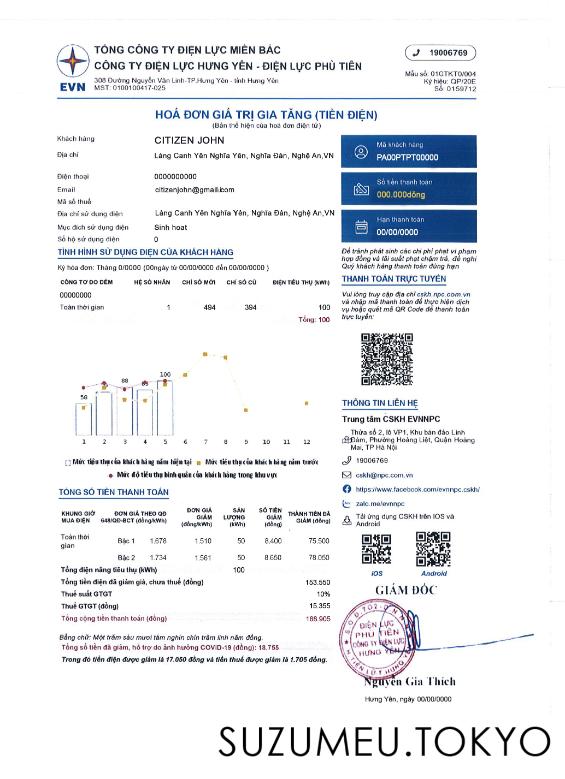 TỔNG CÔNG TY ĐIỆN LỰC MIỀN BẮC
CÔNG TY ĐIỆN LỰC HƯNG YÊN - ĐIỆN LỰC PHÙ TIÊN
308 Đường Nguyễn Văn Linh-TP.Hưng Yên - tỉnh Hưng Yên
MST: 0100100417-025
EVN
19006769
Mẫu số: 01GTKT0/004
Ký hiệu: QP/20E
Số: 0159712
HOÁ ĐƠN GIÁ TRỊ GIA TĂNG (TIỀN ĐIỆN)
(Bản thể hiện của hoá đơn điện tử)
Khách hàng CITIZEN JOHN
Địa chỉ Làng Canh Yên Nghĩa Yên, Nghĩa Đàn, Nghệ An,VN
Điện thoại 0000000000
Email citizenjohn@gmail.com
Mã số thuế
Địa chỉ sử dụng điện Làng Canh Yên Nghĩa Yên, Nghĩa Đàn, Nghệ An,VN
Mục đích sử dụng điện Sinh hoat
Số hộ sử dụng điện 0
Mã khách hàng
PA00PTPT00000
Số tiền thanh toán
000.000đồng
Hạn thanh toán
00/00/0000
TÌNH HÌNH SỬ DỤNG ĐIỆN CỦA KHÁCH HÀNG
Kỳ hóa đơn: Tháng 0/0000 (00ngày từ 00/00/0000 đến 00/00/0000 )
CÔNG TƠ ĐO ĐẾM HỆ SỐ NHÂN CHỈ SỐ MỚI CHỈ SỐ CŨ ĐIỆN TIÊU THỤ (kWh)
00000000
Toàn thời gian 1 494 394 100
Tổng: 100
Để tránh phát sinh các chi phí phạt vi phạm
hợp đồng và lãi suất phạt chậm trả, đề nghị
Quý khách hàng thanh toán đúng hạn
THANH TOÁN TRỰC TUYẾN
Vui lòng truy cập địa chỉ cskh.npc.com.vn
và nhập mã thanh toán để thực hiện dịch
vụ hoặc quét mã QR Code để thanh toán
trực tuyến:
56 88 85 100
1 2 3 4 5 6 7 8 9 10 11 12
Mức tiêu thụ của khách hàng năm hiện tại Mức tiêu thụ của khách hàng năm trước
Mức độ tiêu thụ bình quân của khách hàng trong khu vực
THÔNG TIN LIÊN HỆ
Trung tâm CSKH EVNNPC
Thửa số 2, lô VP1, Khu bán đảo Linh
Đàm, Phường Hoàng Liệt, Quận Hoàng
Mai, TP Hà Nội
19006769
cskh@npc.com.vn
https://www.facebook.com/evnnpc.cskh/
zalo.me/evnnpc
Tải ứng dụng CSKH trên IOS và
Android
iOS Android
TỔNG SỐ TIỀN THANH TOÁN
KHUNG GIỜ MUA ĐIỆN ĐƠN GIÁ THEO QĐ 648/QĐ-BCT (đồng/kWh) ĐƠN GIÁ GIẢM (đồng/kWh) SẢN LƯỢNG (kWh) SỐ TIỀN GIẢM (đồng) THÀNH TIỀN ĐÃ GIẢM (đồng)
Toàn thời gian Bậc 1 1.678 1.510 50 8.400 75.500
Bậc 2 1.734 1.561 50 8.650 78.050
Tổng điện năng tiêu thụ (kWh) 100
Tổng tiền điện đã giảm giá, chưa thuế (đồng) 153.550
Thuế suất GTGT 10%
Thuế GTGT (đồng) 15.355
Tổng cộng tiền thanh toán (đồng) 168.905
Bằng chữ: Một trăm sáu mươi tám nghìn chín trăm linh năm đồng.
Tổng số tiền đã giảm, hỗ trợ do ảnh hưởng COVID-19 (đồng): 18.755
Trong đó tiền điện được giảm là 17.050 đồng và tiền thuế được giảm là 1.705 đồng.
GIÁM ĐỐC
ĐIỆN LỰC
PHÙ TIÊN
CÔNG TY ĐIỆN LỰC
HƯNG YÊN
Nguyễn Gia Thích
Hưng Yên, ngày 00/00/0000
SUZUMEU.TOKYO